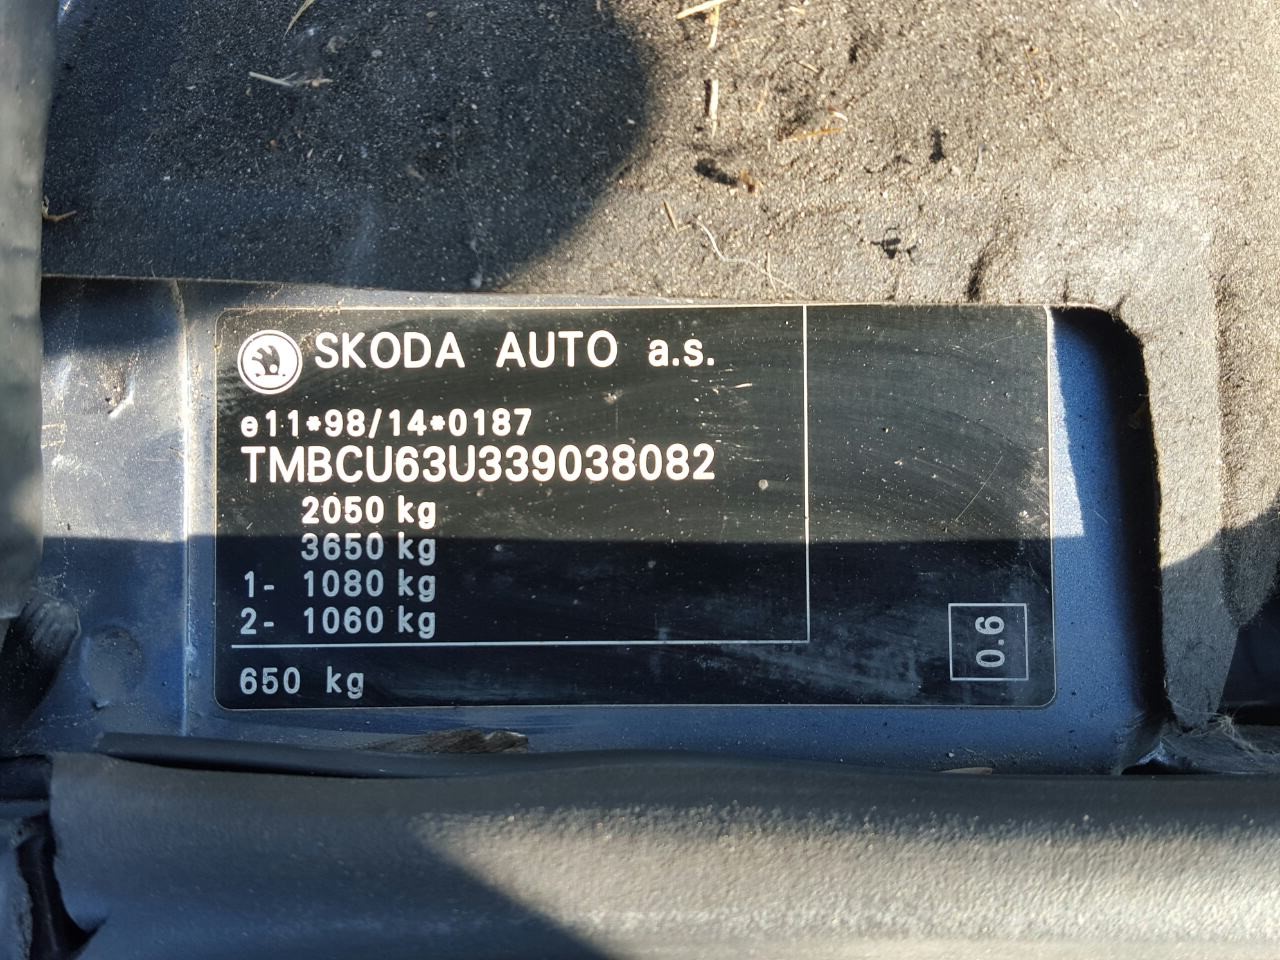 SKODA AUTO a.s.
e11*98/14*0187
TMBCU63U339038082
2050 kg
3650 kg
1- 1080 kg
2- 1060 kg
650 kg
0.6